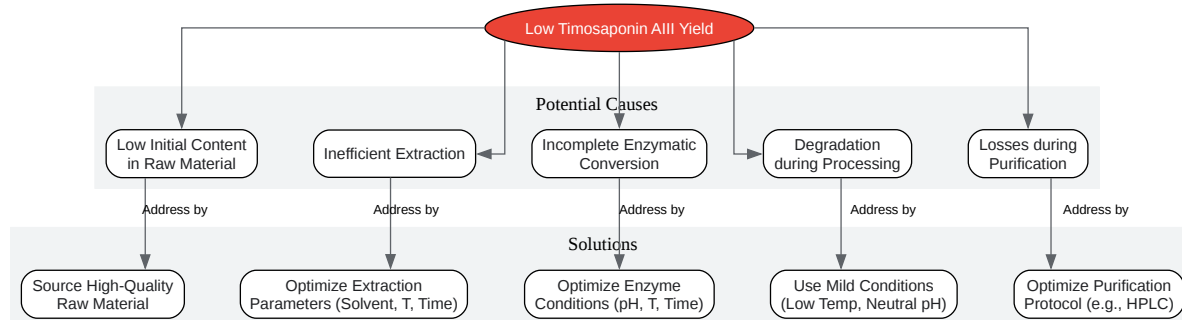 Low Timosaponin AIII Yield
Potential Causes
Low Initial Content
in Raw Material
Inefficient Extraction
Incomplete Enzymatic
Conversion
Degradation
during Processing
Losses during
Purification
Address by
Address by
Address by
Address by
Address by
Solutions
Source High-Quality
Raw Material
Optimize Extraction
Parameters (Solvent, T, Time)
Optimize Enzyme
Conditions (pH, T, Time)
Use Mild Conditions
(Low Temp, Neutral pH)
Optimize Purification
Protocol (e.g., HPLC)